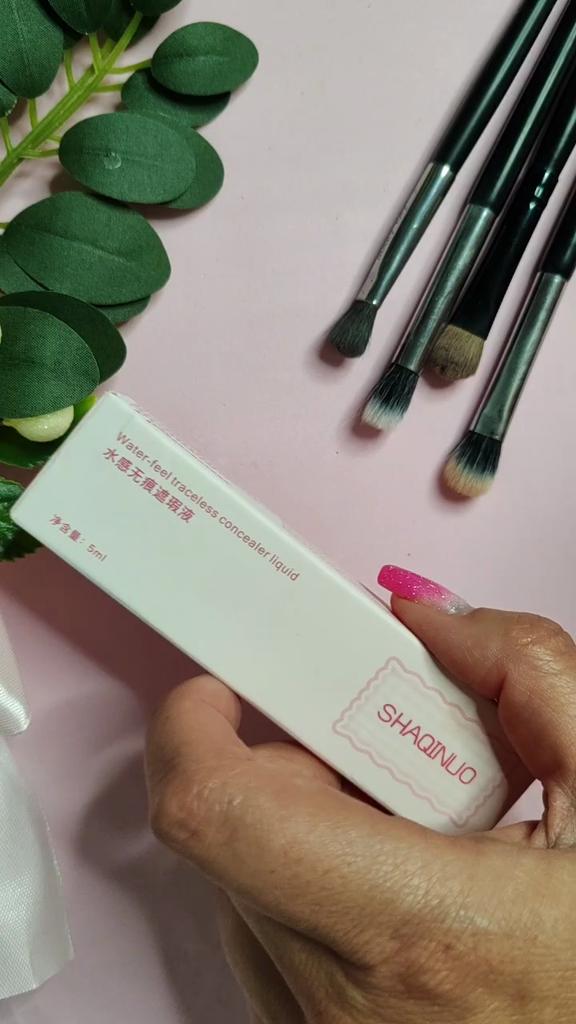 Water-feel traceless concealer liquid
水感无痕遮瑕液
净含量：5ml
SHAQINUO